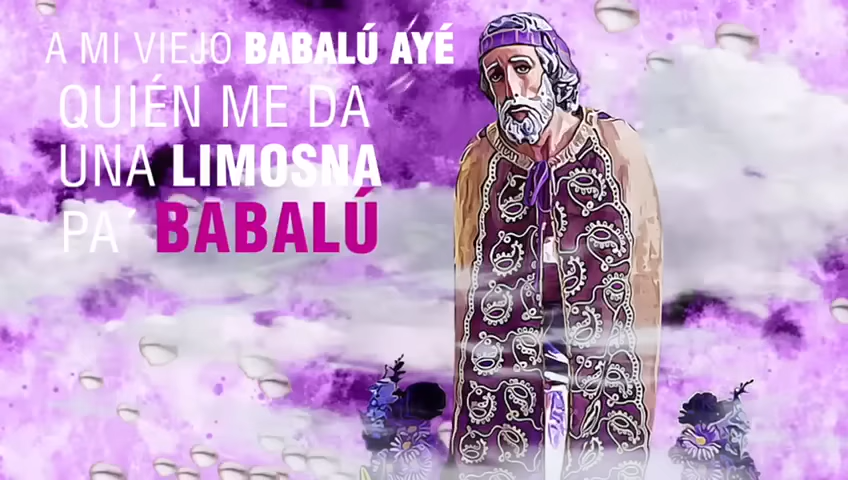 A MI VIEJO BABALÚ AYÉ
QUIÉN ME DA
UNA LIMOSNA
PA´ BABALÚ